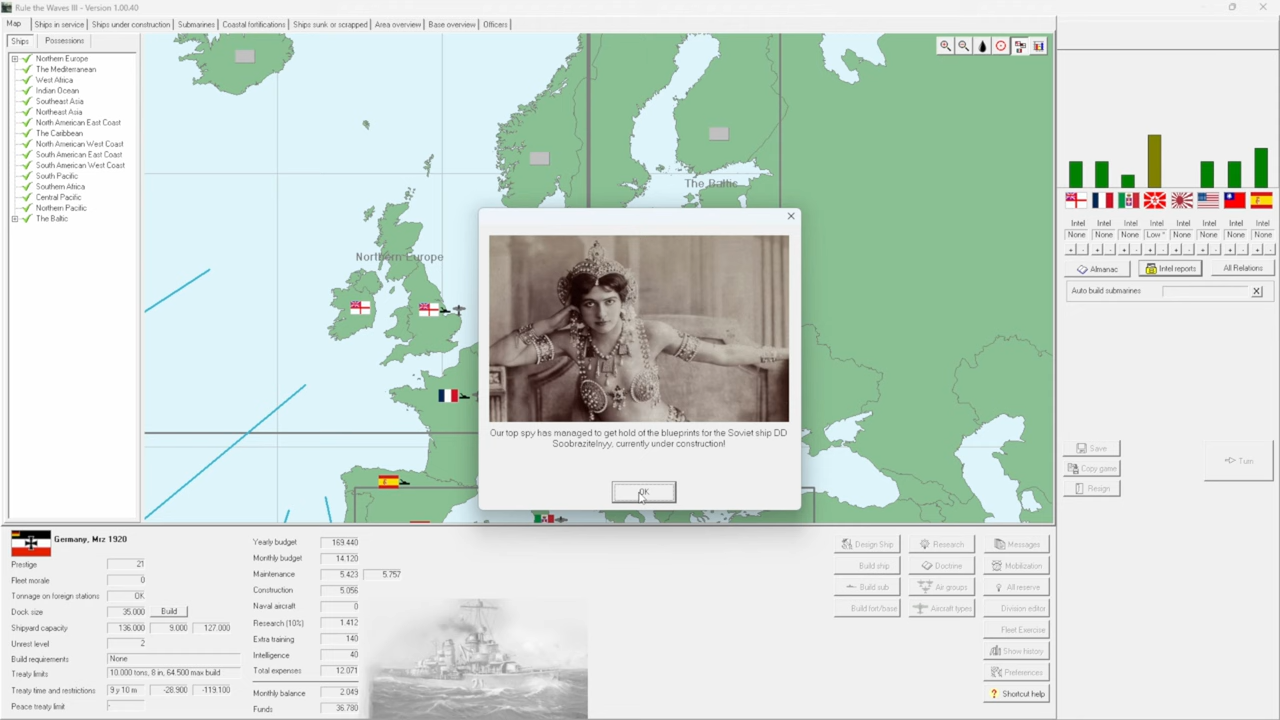 Rule the Waves III - Version 1.00.40
Map
Ships in service
Ships under construction
Submarines
Coastal fortifications
Ships sunk or scrapped
Area overview
Base overview
Officers
Ships
Possessions
Northern Europe
The Mediterranean
West Africa
Indian Ocean
Southeast Asia
Northeast Asia
North American East Coast
The Caribbean
North American West Coast
South American East Coast
South American West Coast
South Pacific
Southern Africa
Central Pacific
Northern Pacific
The Baltic
The Baltic
Northern Europe
Our top spy has managed to get hold of the blueprints for the Soviet ship DD
Soobrazitelnyy, currently under construction!
OK
Intel Intel Intel Intel Intel Intel Intel Intel
None None None Low * None None None None
+ - + - + - + - + - + - + - + -
Almanac
Intel reports
All Relations
Auto build submarines
X
Save
Copy game
Resign
Turn
Germany, Mrz 1920
Prestige 21
Fleet morale 0
Tonnage on foreign stations OK
Dock size 35.000 Build
Shipyard capacity 136.000 9.000 127.000
Unrest level 2
Build requirements None
Treaty limits 10.000 tons, 8 in, 64.500 max build
Treaty time and restrictions 9 y 10 m -28.900 -119.100
Peace treaty limit -
Yearly budget 169.440
Monthly budget 14.120
Maintenance 5.423 5.757
Construction 5.056
Naval aircraft 0
Research (10%) 1.412
Extra training 140
Intelligence 40
Total expenses 12.071
Monthly balance 2.049
Funds 36.780
Design Ship
Research
Messages
Build ship
Doctrine
Mobilization
Build sub
Air groups
All reserve
Build fort/base
Aircraft types
Division editor
Fleet Exercise
Show history
Preferences
? Shortcut help